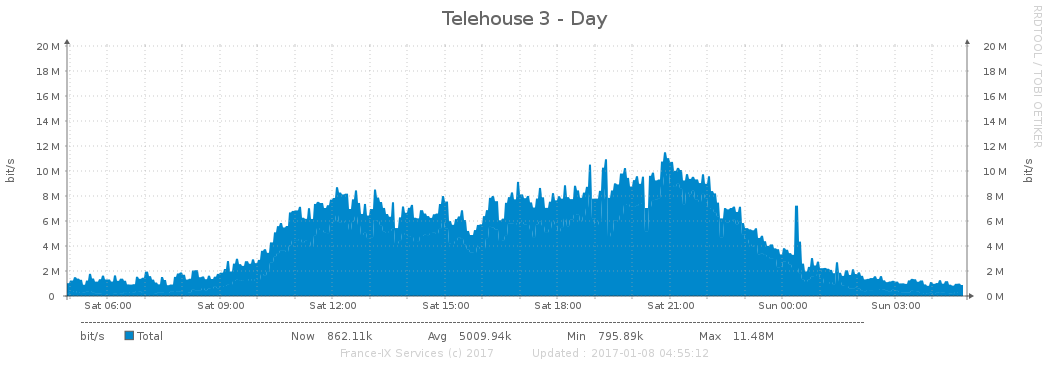 Telehouse 3 - Day
RRDTOOL / TOBI OETIKER
20 M 20 M
18 M 18 M
16 M 16 M
14 M 14 M
12 M 12 M
10 M 10 M
8 M 8 M
6 M 6 M
4 M 4 M
2 M 2 M
0 0 M
bit/s bit/s
Sat 06:00 Sat 09:00 Sat 12:00 Sat 15:00 Sat 18:00 Sat 21:00 Sun 00:00 Sun 03:00
bit/s Total Now 862.11k Avg 5009.94k Min 795.89k Max 11.48M
France-IX Services (c) 2017 Updated : 2017-01-08 04:55:12